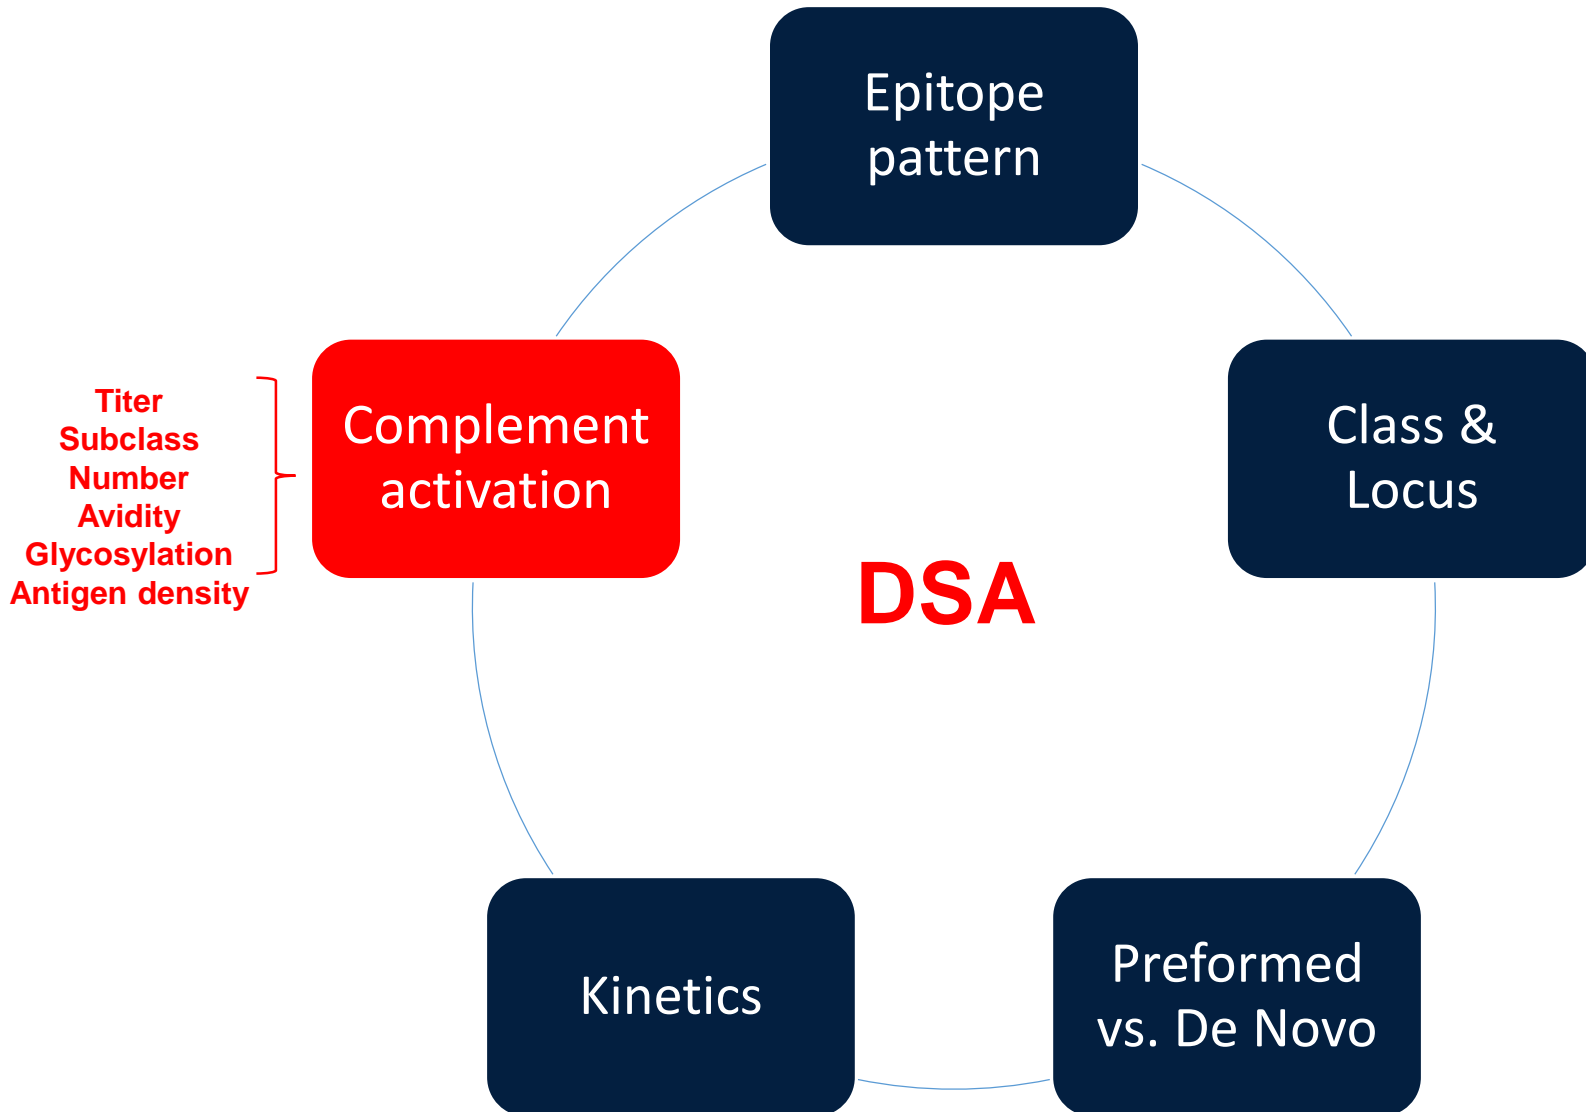 Epitope
pattern
Titer
Subclass
Number
Avidity
Glycosylation
Antigen density
Complement
activation
Class &
Locus
DSA
Kinetics
Preformed
vs. De Novo